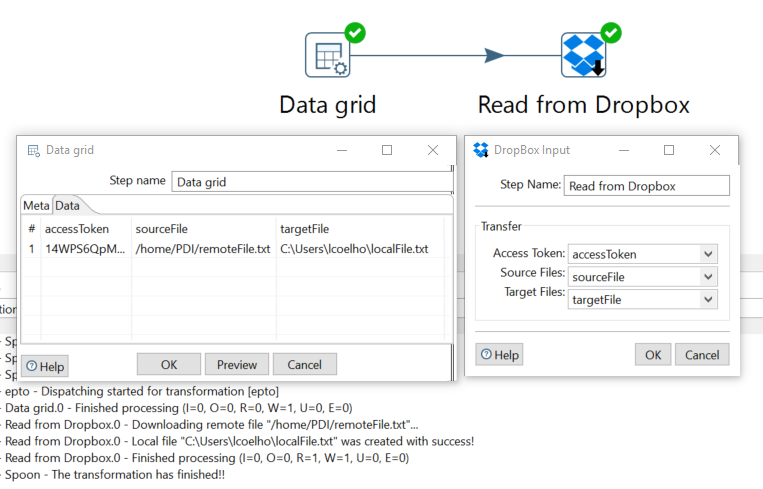 Data grid
Read from Dropbox
Data grid
Step name Data grid
Meta Data
# accessToken sourceFile targetFile
1 14WPS6QpM... /home/PDI/remoteFile.txt C:\Users\lcoelho\localFile.txt
Help OK Preview Cancel
DropBox Input
Step Name: Read from Dropbox
Transfer
Access Token: accessToken
Source Files: sourceFile
Target Files: targetFile
Help OK Cancel
tion
- Sp
- Sp
- Sp
- epto - Dispatching started for transformation [epto]
- Data grid.0 - Finished processing (I=0, O=0, R=0, W=1, U=0, E=0)
- Read from Dropbox.0 - Downloading remote file "/home/PDI/remoteFile.txt"...
- Read from Dropbox.0 - Local file "C:\Users\lcoelho\localFile.txt" was created with success!
- Read from Dropbox.0 - Finished processing (I=0, O=0, R=1, W=1, U=0, E=0)
- Spoon - The transformation has finished!!